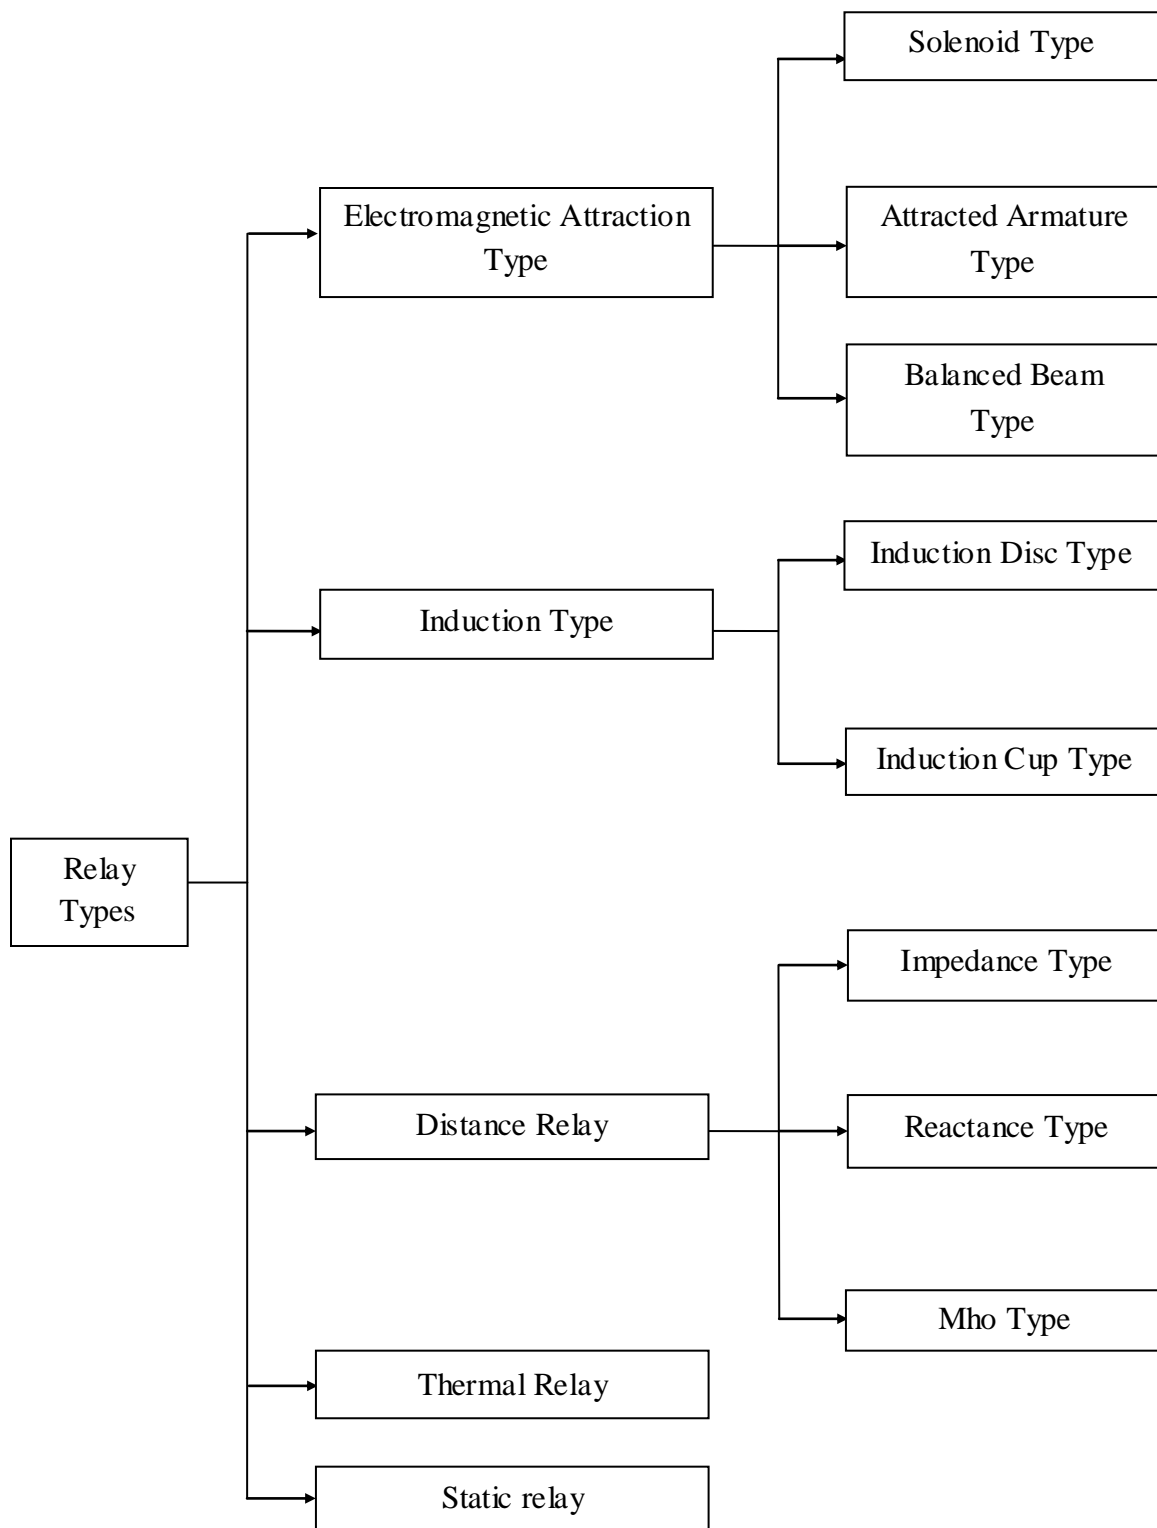 Solenoid Type
Electromagnetic Attraction
Type
Attracted Armature
Type
Balanced Beam
Type
Induction Disc Type
Induction Type
Induction Cup Type
Relay
Types
Impedance Type
Distance Relay
Reactance Type
Mho Type
Thermal Relay
Static relay